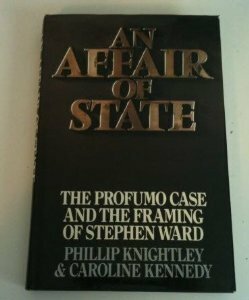 AN
AFFAIR
OF
STATE
THE PROFUMO CASE
AND THE FRAMING
OF STEPHEN WARD
PHILLIP KNIGHTLEY
& CAROLINE KENNEDY